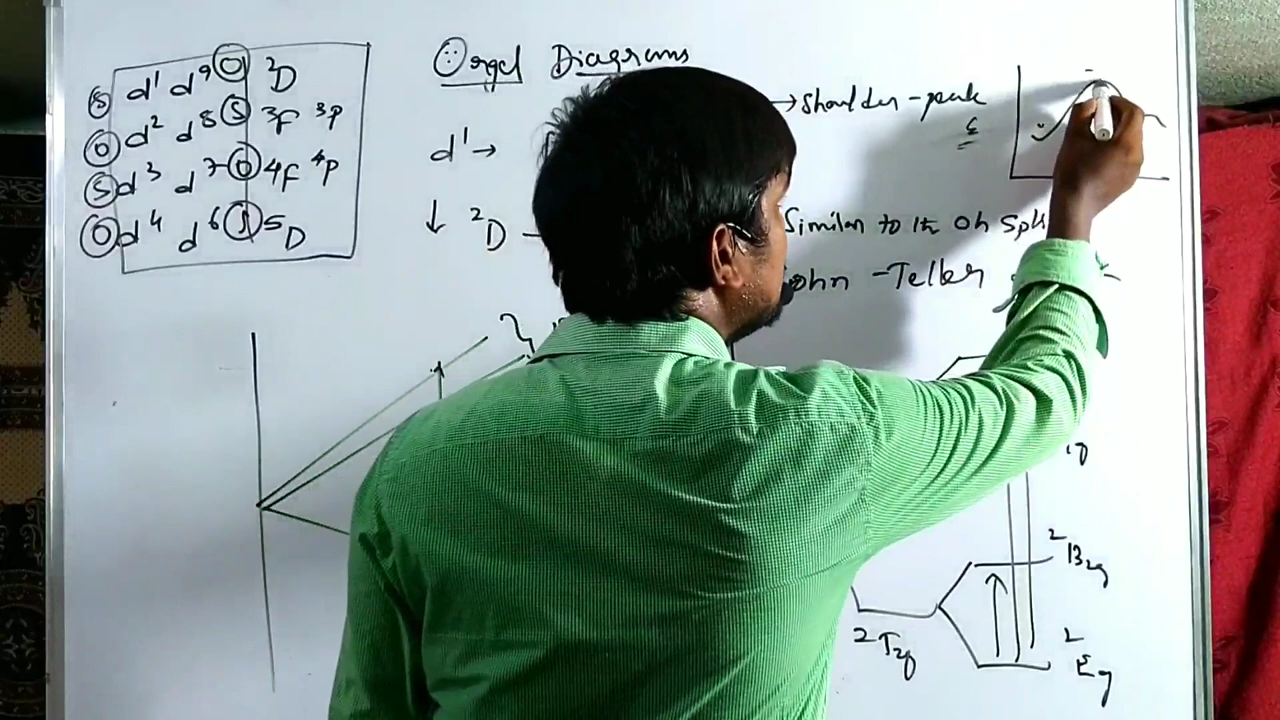 Orgel Diagrams
S d¹ d⁹ O ²D
O d² d⁸ S ³F ³P
S d³ d⁷ O ⁴F ⁴P
O d⁴ d⁶ S ⁵D
d¹ →
↓ ²D
→ Shoulder - peak
ε
Similar to the Oh Spli
John - Teller
²B₂g
²T₂g
²Eg